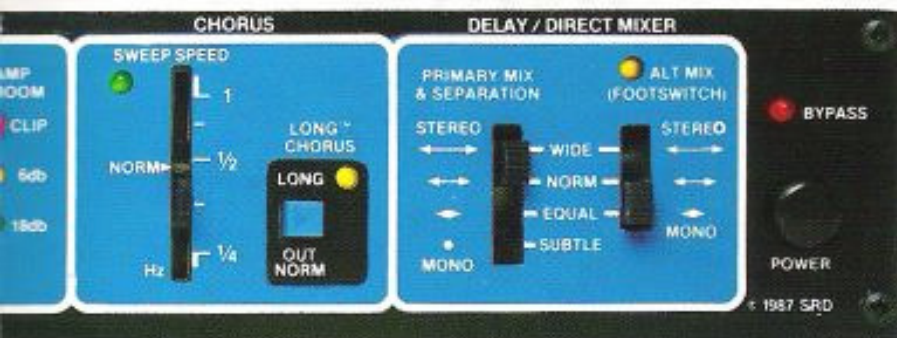 CHORUS
DELAY / DIRECT MIXER
CLIP
6db
18db
SWEEP SPEED
1
NORM
1/2
1/4
Hz
LONG™
CHORUS
LONG
OUT
NORM
PRIMARY MIX
& SEPARATION
STEREO
MONO
WIDE
NORM
EQUAL
SUBTLE
ALT MIX
(FOOTSWITCH)
STEREO
MONO
BYPASS
POWER
© 1987 SRD